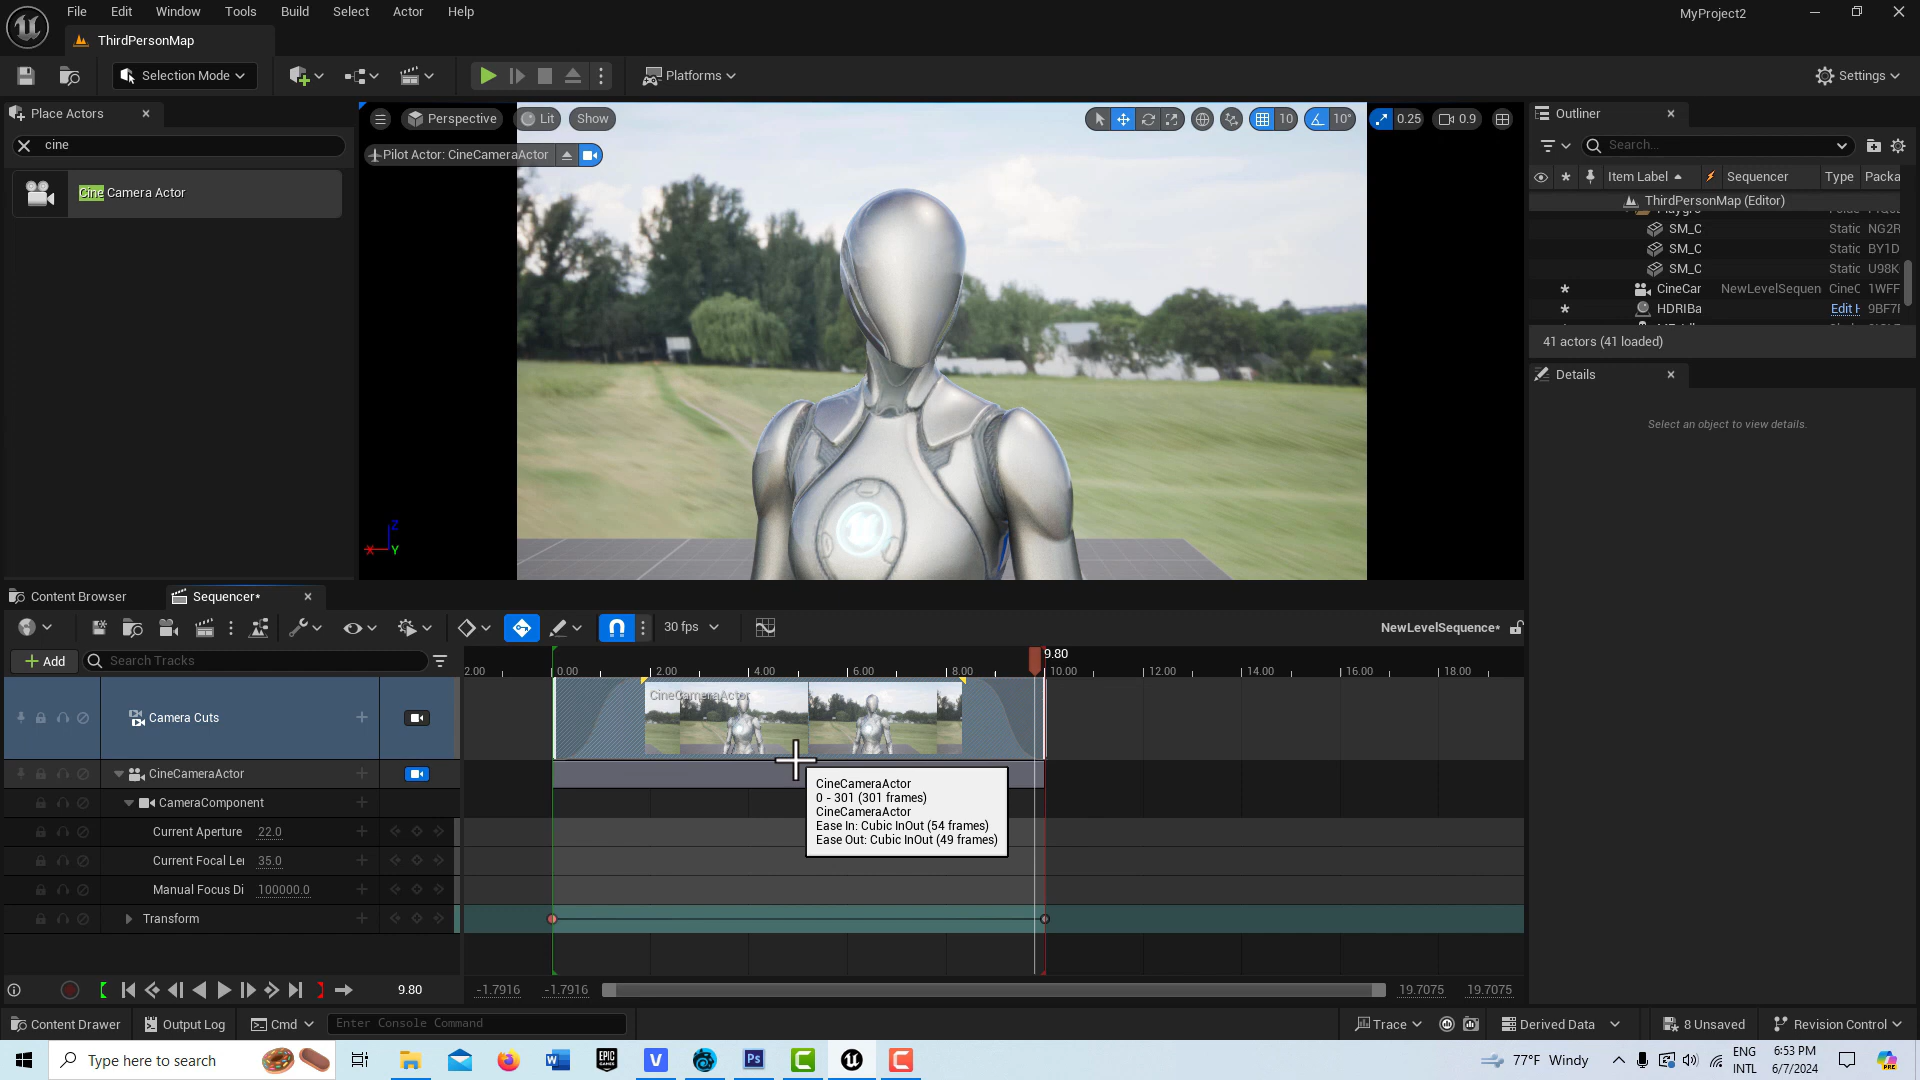 File Edit Window Tools Build Select Actor Help
MyProject2
ThirdPersonMap
Selection Mode
Platforms
Settings
Place Actors
cine
Cine Camera Actor
Perspective Lit Show
10 10° 0.25 0.9
Pilot Actor: CineCameraActor
Z
X Y
Outliner
Search...
Item Label Sequencer Type Packa
ThirdPersonMap (Editor)
SM_C Static NG2R
SM_C Static BY1D
SM_C Static U98K
CineCar NewLevelSequen CineC 1WFF
HDRIBa Edit H 9BF7F
41 actors (41 loaded)
Details
Select an object to view details.
Content Browser
Sequencer*
30 fps
NewLevelSequence*
Add
Search Tracks
9.80
2.00 0.00 2.00 4.00 6.00 8.00 10.00 12.00 14.00 16.00 18.00
Camera Cuts
CineCameraActor
CineCameraActor
CineCameraActor
0 - 301 (301 frames)
CineCameraActor
Ease In: Cubic InOut (54 frames)
Ease Out: Cubic InOut (49 frames)
CameraComponent
Current Aperture 22.0
Current Focal Lei 35.0
Manual Focus Di 100000.0
Transform
9.80
-1.7916 -1.7916 19.7075 19.7075
Content Drawer Output Log Cmd Enter Console Command
Trace Derived Data 8 Unsaved Revision Control
Type here to search
77°F Windy
ENG
INTL
6:53 PM
6/7/2024